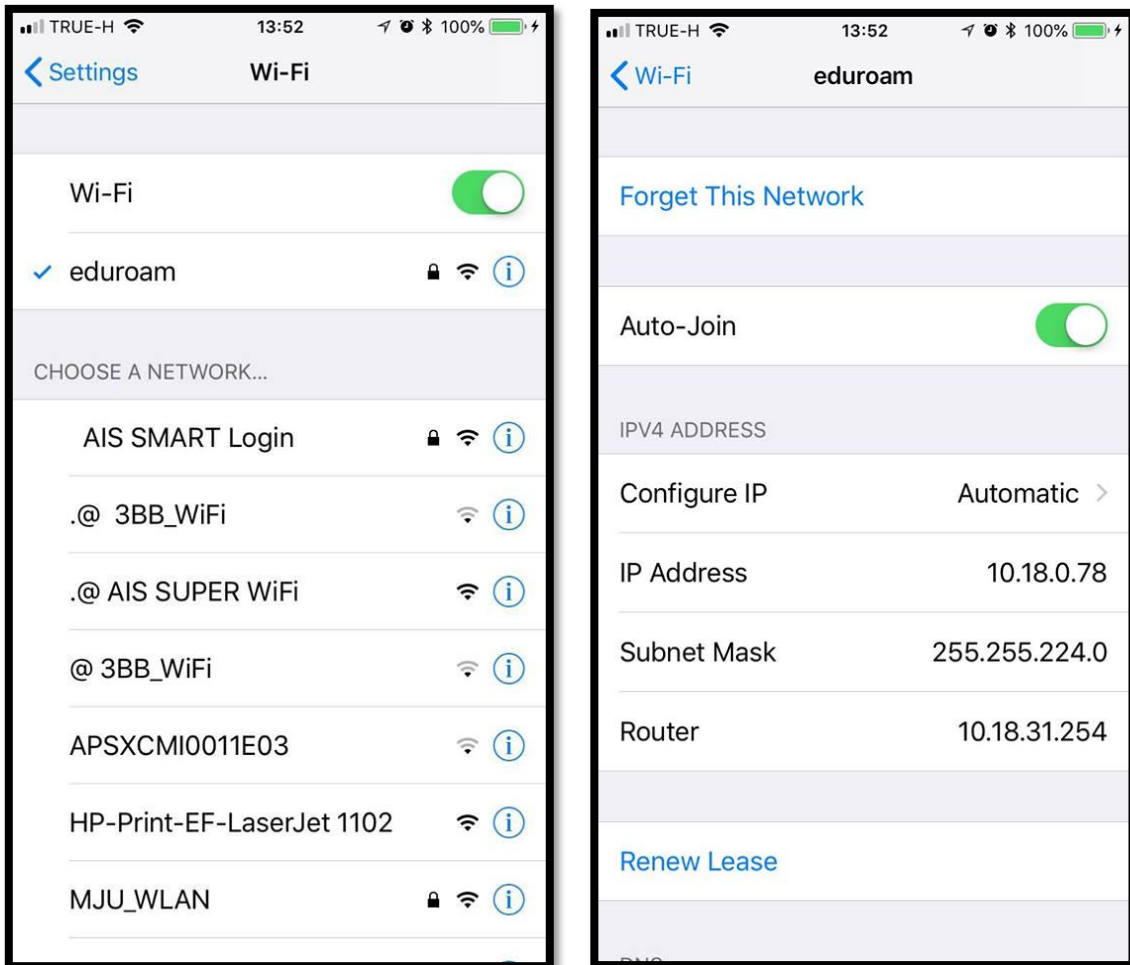 TRUE-H 13:52 100%
Settings Wi-Fi
Wi-Fi
eduroam
CHOOSE A NETWORK...
AIS SMART Login
.@ 3BB_WiFi
.@ AIS SUPER WiFi
@ 3BB_WiFi
APSXCMI0011E03
HP-Print-EF-LaserJet 1102
MJU_WLAN
TRUE-H 13:52 100%
Wi-Fi eduroam
Forget This Network
Auto-Join
IPV4 ADDRESS
Configure IP Automatic
IP Address 10.18.0.78
Subnet Mask 255.255.224.0
Router 10.18.31.254
Renew Lease